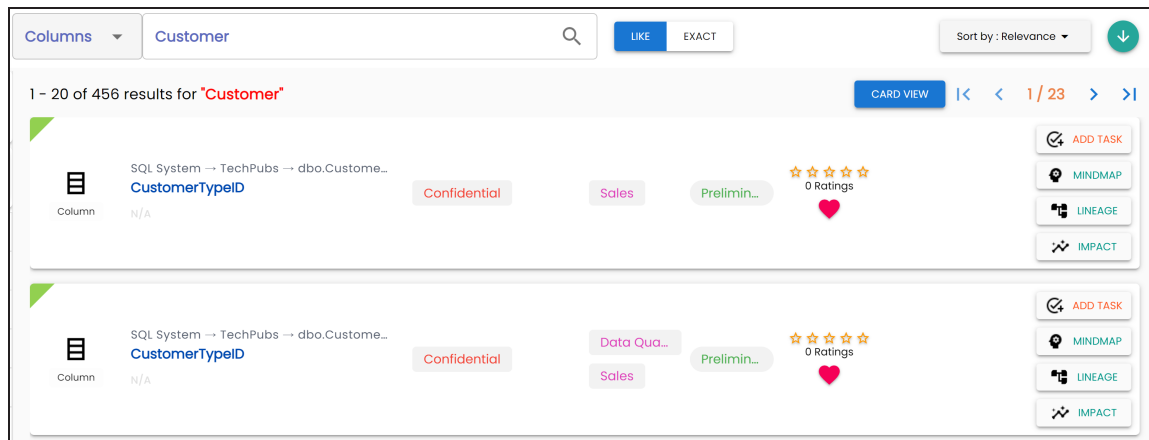 Columns Customer LIKE EXACT Sort by : Relevance
1 - 20 of 456 results for "Customer" CARD VIEW 1 / 23
ADD TASK
SQL System → TechPubs → dbo.Custome...
CustomerTypeID Confidential Sales Prelimin... 0 Ratings MINDMAP
Column N/A LINEAGE
IMPACT
ADD TASK
SQL System → TechPubs → dbo.Custome...
CustomerTypeID Confidential Data Qua... Prelimin... 0 Ratings MINDMAP
Column N/A Sales LINEAGE
IMPACT